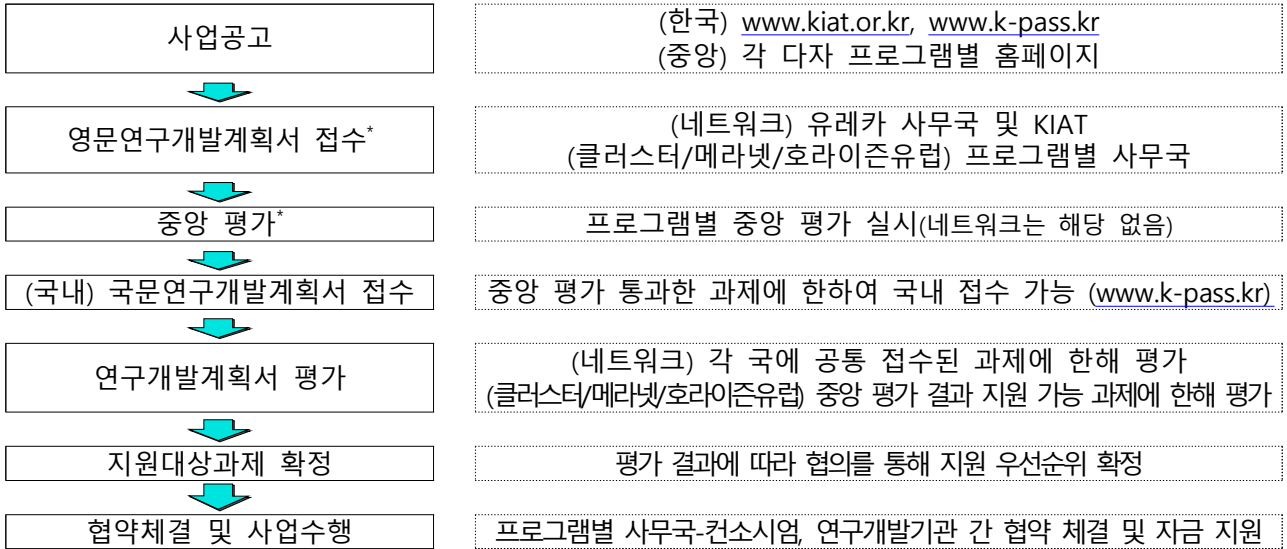 사업공고
(한국) www.kiat.or.kr, www.k-pass.kr
(중앙) 각 다자 프로그램별 홈페이지
영문연구개발계획서 접수*
(네트워크) 유레카 사무국 및 KIAT
(클러스터/메라넷/호라이즌유럽) 프로그램별 사무국
중앙 평가*
프로그램별 중앙 평가 실시(네트워크는 해당 없음)
(국내) 국문연구개발계획서 접수
중앙 평가 통과한 과제에 한하여 국내 접수 가능 (www.k-pass.kr)
연구개발계획서 평가
(네트워크) 각 국에 공통 접수된 과제에 한해 평가
(클러스터/메라넷/호라이즌유럽) 중앙 평가 결과 지원 가능 과제에 한해 평가
지원대상과제 확정
평가 결과에 따라 협의를 통해 지원 우선순위 확정
협약체결 및 사업수행
프로그램별 사무국-컨소시엄, 연구개발기관 간 협약 체결 및 자금 지원